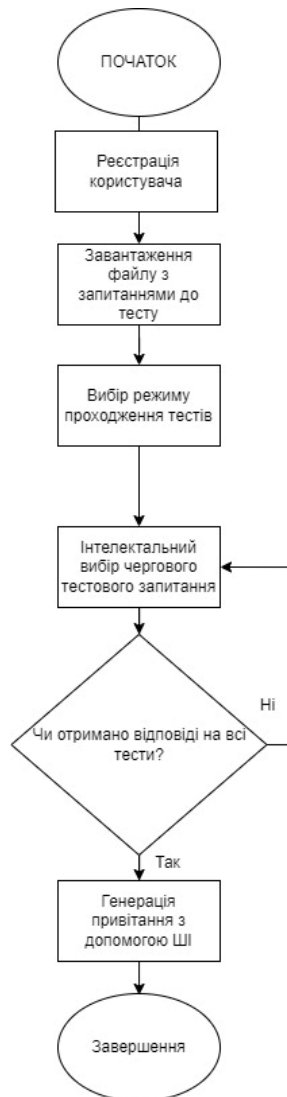 ПОЧАТОК
Реєстрація
користувача
Завантаження
файлу з
запитаннями до
тесту
Вибір режиму
проходження тестів
Інтелектальний
вибір чергового
тестового запитання
Ні
Чи отримано відповіді на всі
тести?
Так
Генерація
привітання з
допомогою ШІ
Завершення